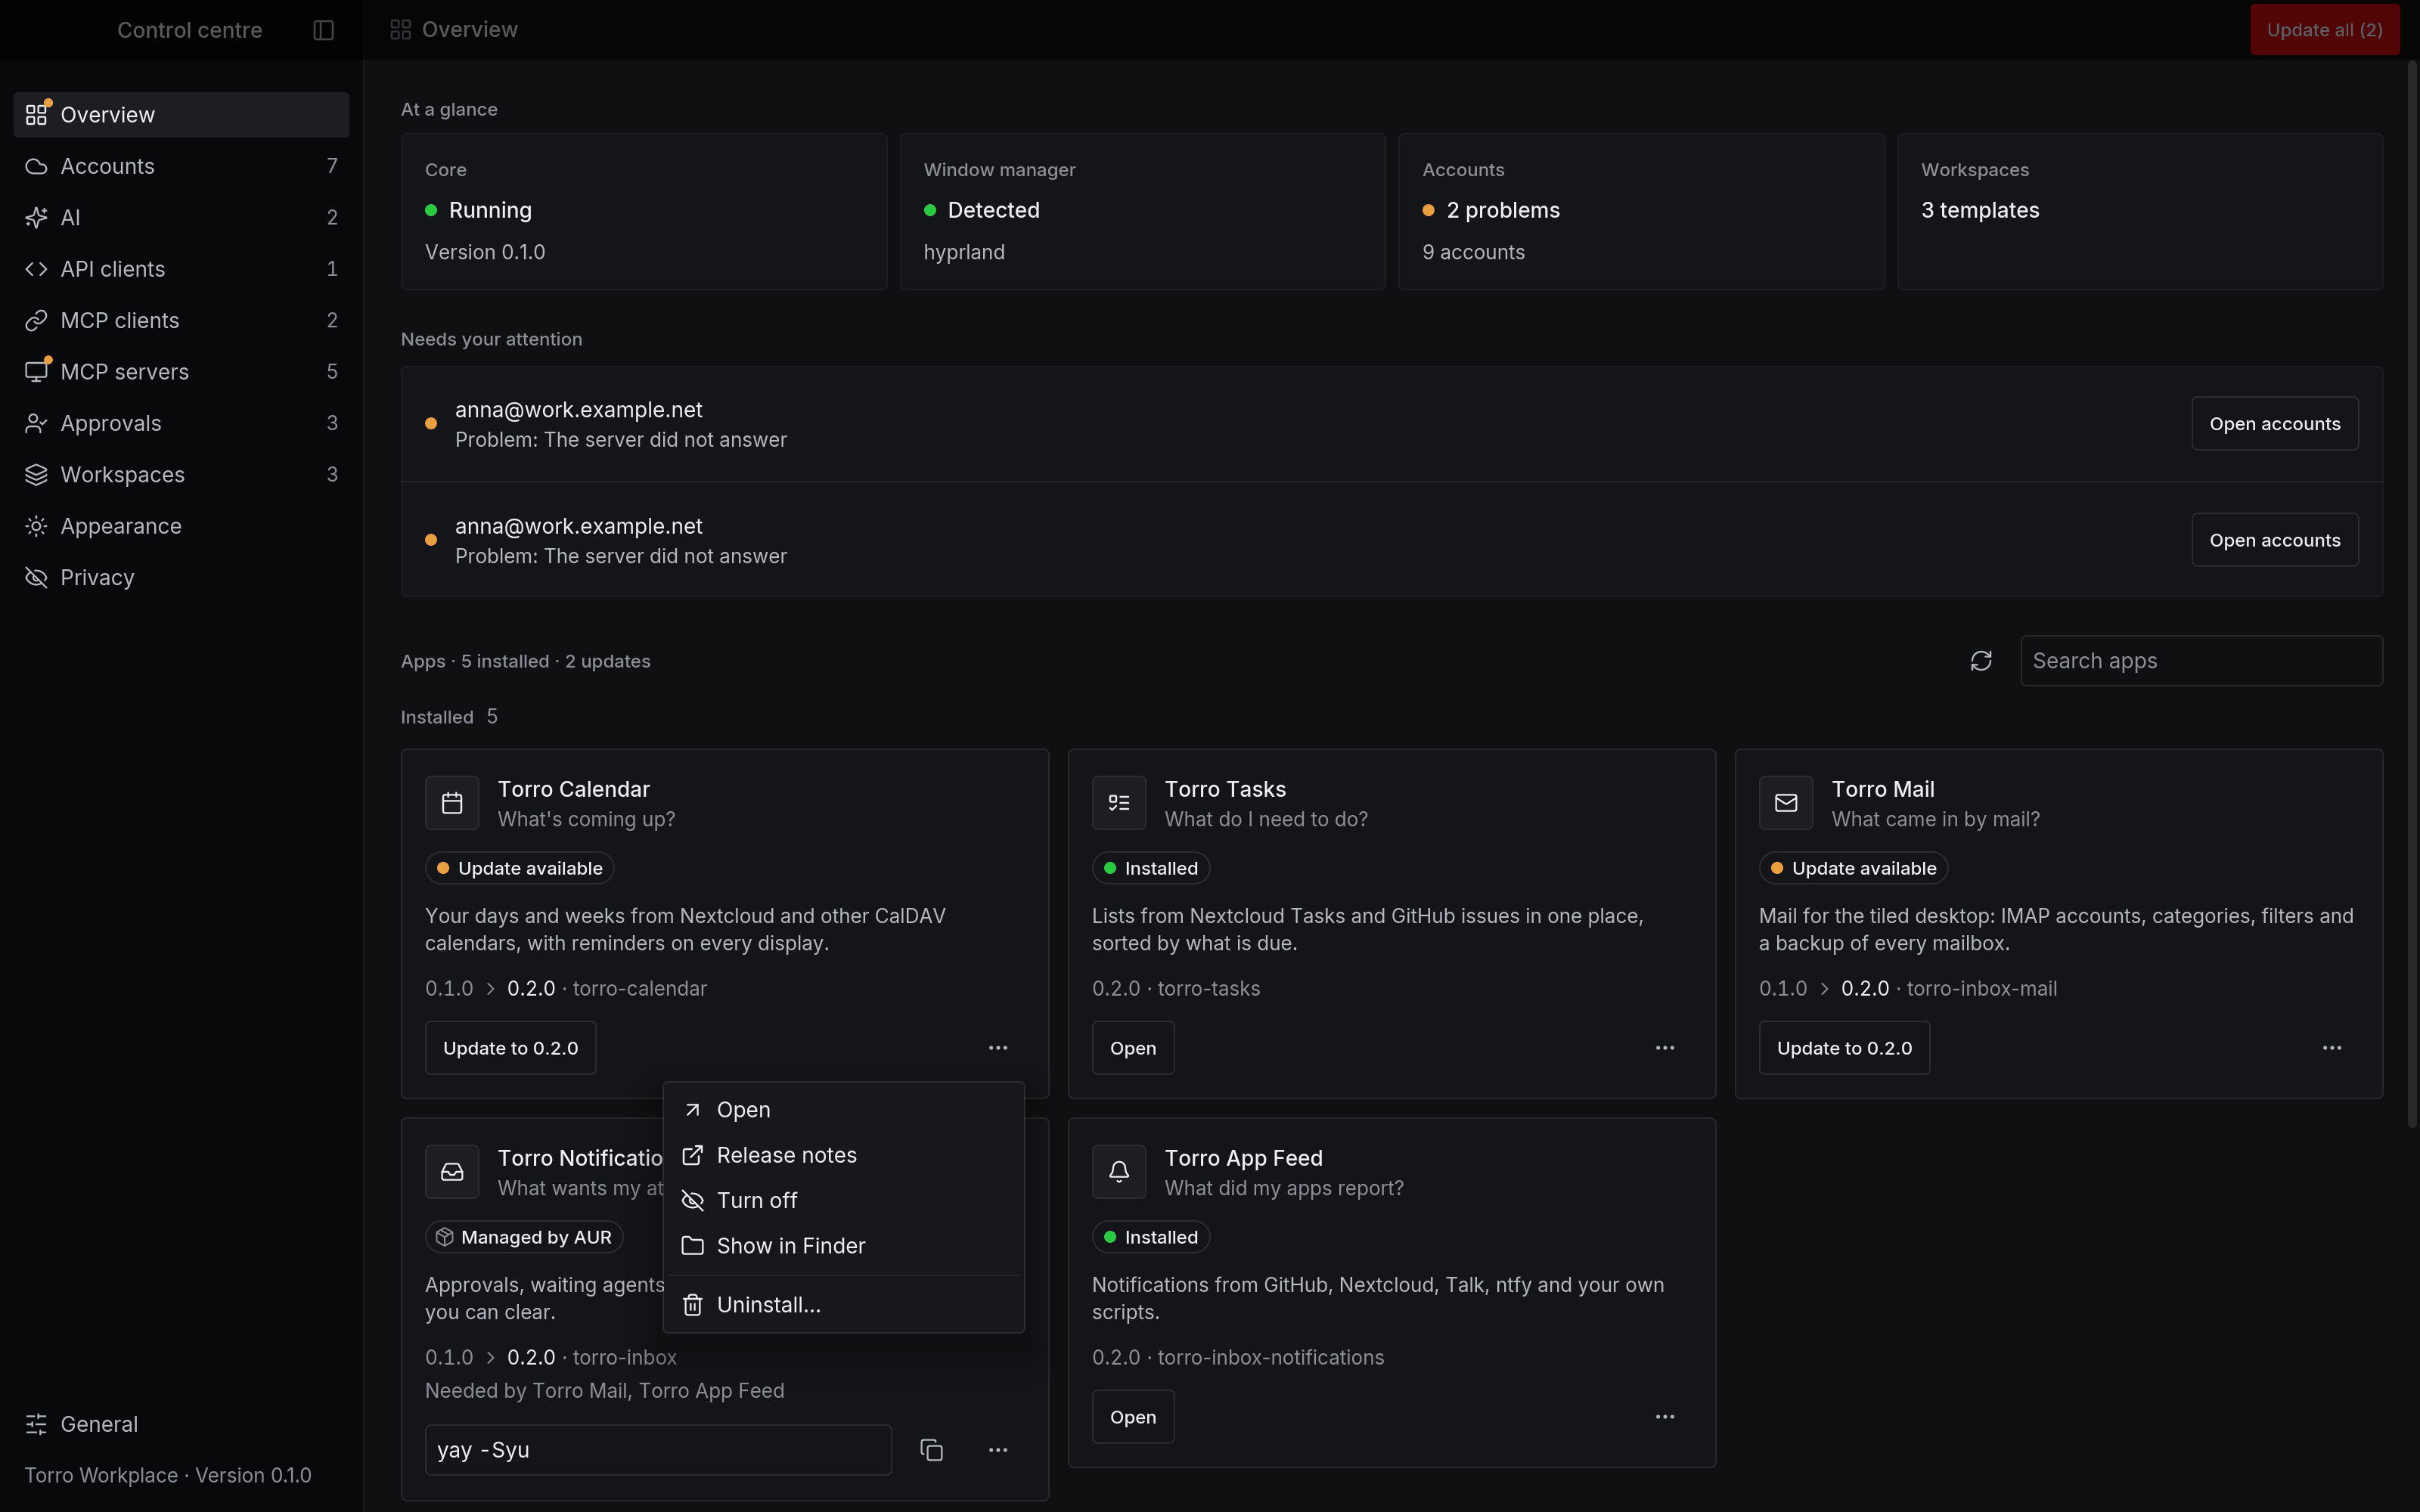 Control centre
Overview
Update all (2)
Overview
Accounts 7
AI 2
API clients 1
MCP clients 2
MCP servers 5
Approvals 3
Workspaces 3
Appearance
Privacy
General
Torro Workplace · Version 0.1.0
At a glance
Core
Running
Version 0.1.0
Window manager
Detected
hyprland
Accounts
2 problems
9 accounts
Workspaces
3 templates
Needs your attention
anna@work.example.net
Problem: The server did not answer
Open accounts
anna@work.example.net
Problem: The server did not answer
Open accounts
Apps · 5 installed · 2 updates
Search apps
Installed 5
Torro Calendar
What's coming up?
Update available
Your days and weeks from Nextcloud and other CalDAV
calendars, with reminders on every display.
0.1.0 > 0.2.0 · torro-calendar
Update to 0.2.0
Torro Tasks
What do I need to do?
Installed
Lists from Nextcloud Tasks and GitHub issues in one place,
sorted by what is due.
0.2.0 · torro-tasks
Open
Torro Mail
What came in by mail?
Update available
Mail for the tiled desktop: IMAP accounts, categories, filters and
a backup of every mailbox.
0.1.0 > 0.2.0 · torro-inbox-mail
Update to 0.2.0
Open
Release notes
Turn off
Show in Finder
Uninstall...
Torro Notificatio
What wants my at
Managed by AUR
Approvals, waiting agents
you can clear.
0.1.0 > 0.2.0 · torro-inbox
Needed by Torro Mail, Torro App Feed
yay -Syu
Torro App Feed
What did my apps report?
Installed
Notifications from GitHub, Nextcloud, Talk, ntfy and your own
scripts.
0.2.0 · torro-inbox-notifications
Open